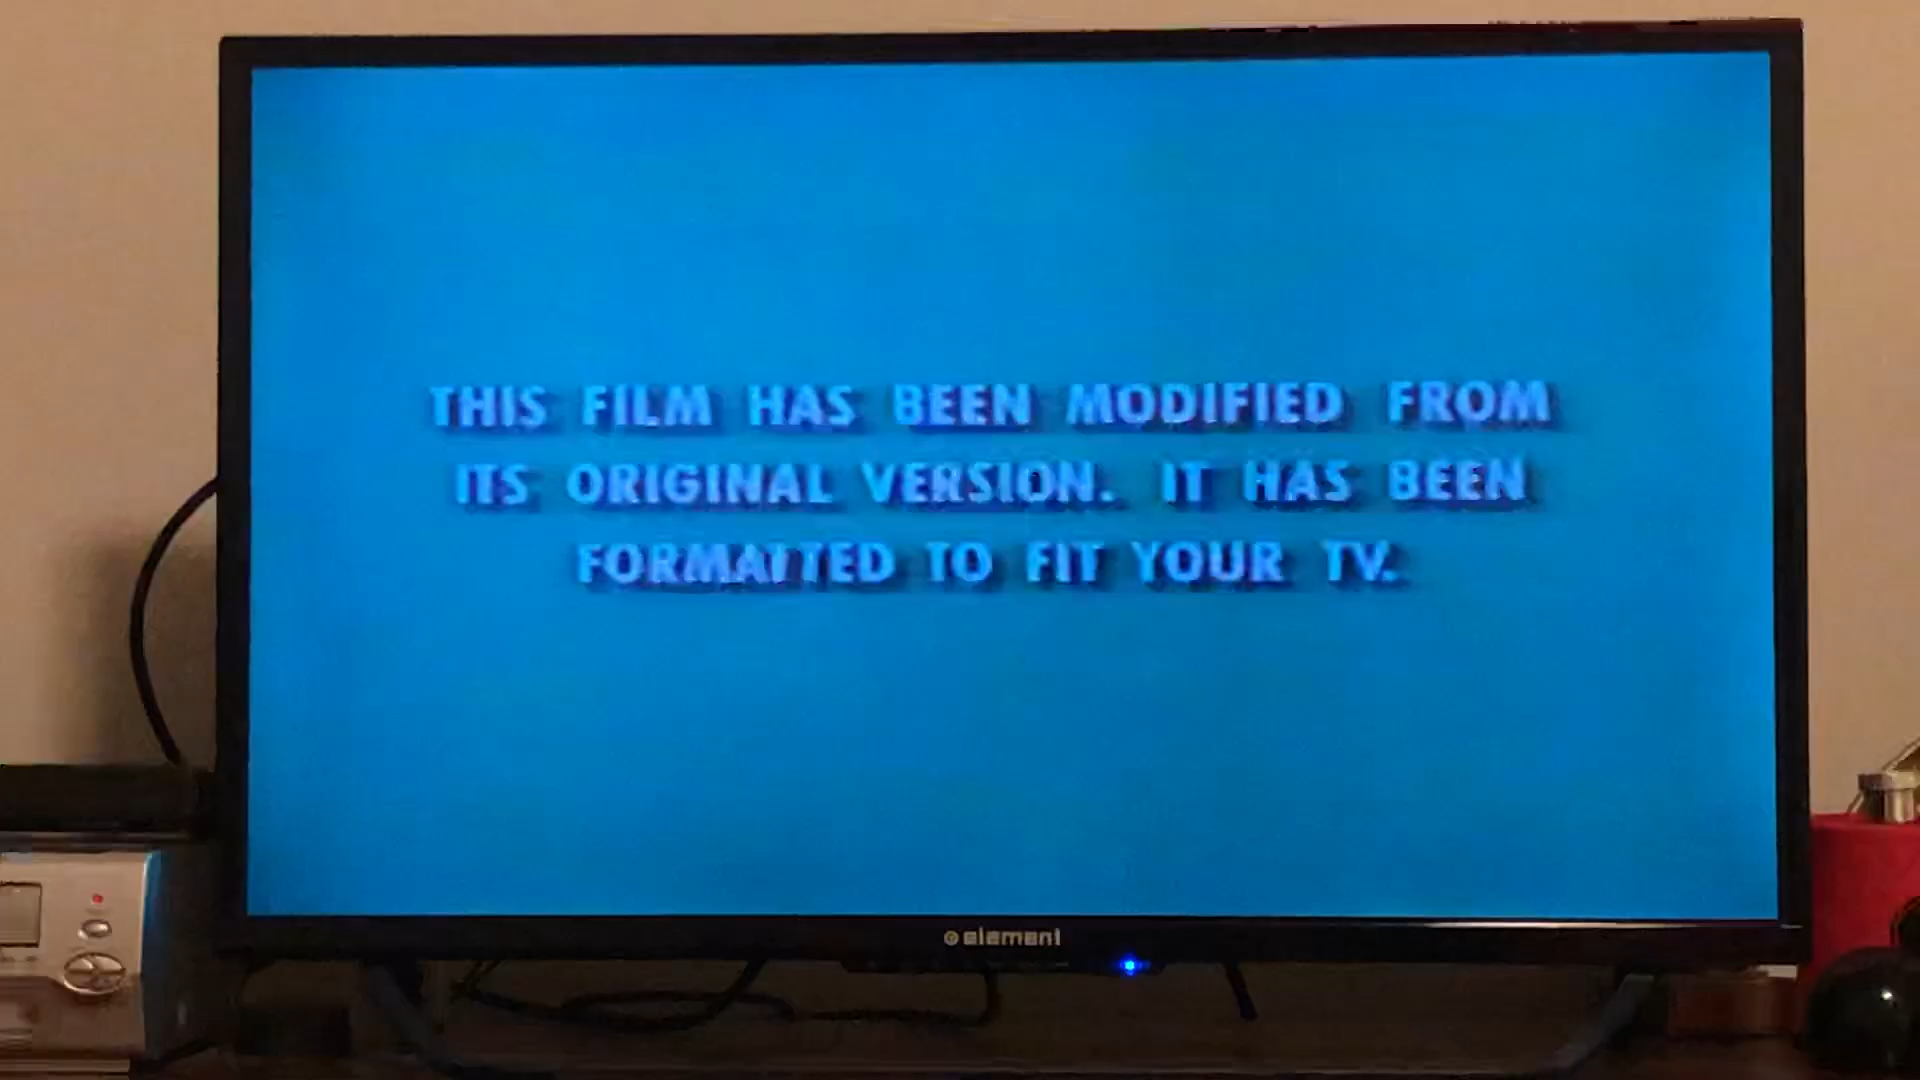 THIS FILM HAS BEEN MODIFIED FROM
ITS ORIGINAL VERSION. IT HAS BEEN
FORMATTED TO FIT YOUR TV.
element